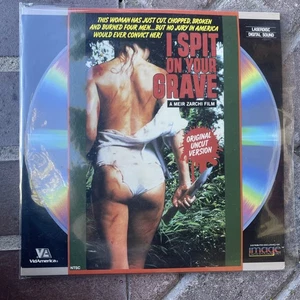 THIS WOMAN HAS JUST CUT, CHOPPED, BROKEN
AND BURNED FOUR MEN...BUT NO JURY IN AMERICA
WOULD EVER CONVICT HER!
LASERDISC
DIGITAL SOUND
I SPIT
ON YOUR
GRAVE
A MEIR ZARCHI FILM
ORIGINAL
UNCUT
VERSION
VA
VidAmerica
NTSC
image